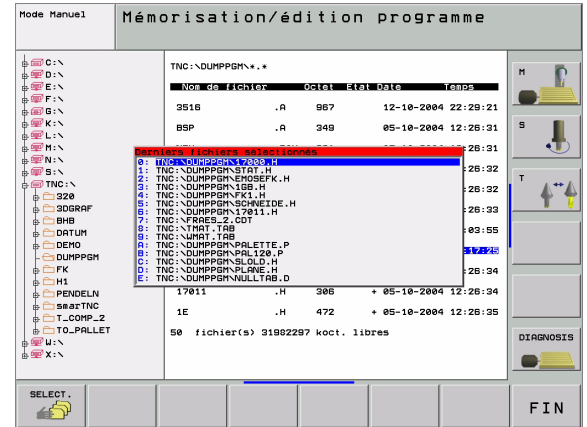 Mode Manuel
Mémorisation/édition programme
C:\
D:\
E:\
F:\
G:\
K:\
L:\
M:\
N:\
S:\
TNC:\
320
3DGRAF
BHB
DATUM
DEMO
DUMPPGM
FK
H1
PENDELN
smarTNC
T_COMP_2
TO_PALLET
W:\
X:\
TNC:\DUMPPGM\*.*
Nom de fichier Octet Etat Date Temps
3516 .A 967 12-10-2004 22:29:21
BSP .A 349 05-10-2004 12:26:31
12:26:31
12:26:32
12:26:32
12:26:33
12:03:55
:17:25
12:26:34
Derniers fichiers sélectionnés
0: TNC:\DUMPPGM\17000.H
1: TNC:\DUMPPGM\STAT.H
2: TNC:\DUMPPGM\EMOSEFK.H
3: TNC:\DUMPPGM\1GB.H
4: TNC:\DUMPPGM\FK1.H
5: TNC:\DUMPPGM\SCHNEIDE.H
6: TNC:\DUMPPGM\17011.H
7: TNC:\FRAES_2.CDT
8: TNC:\TMAT.TAB
9: TNC:\WMAT.TAB
A: TNC:\DUMPPGM\PALETTE.P
B: TNC:\DUMPPGM\PAL120.P
C: TNC:\DUMPPGM\SLOLD.H
D: TNC:\DUMPPGM\PLANE.H
E: TNC:\DUMPPGM\NULLTAB.D
17011 .H 306 + 05-10-2004 12:26:34
1E .H 472 + 05-10-2004 12:26:35
50 fichier(s) 31982297 koct. libres
M
S
T
DIAGNOSIS
SELECT.
FIN